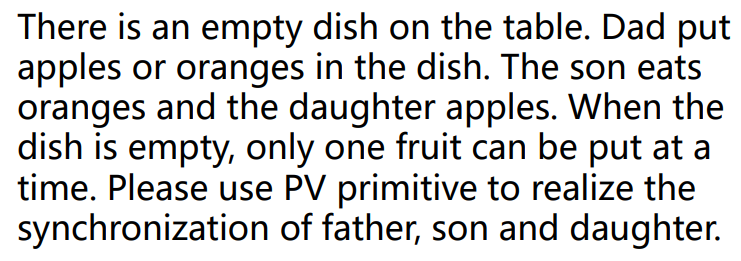 There is an empty dish on the table. Dad put
apples or oranges in the dish. The son eats
oranges and the daughter apples. When the
dish is empty, only one fruit can be put at a
time. Please use PV primitive to realize the
synchronization of father, son and daughter.